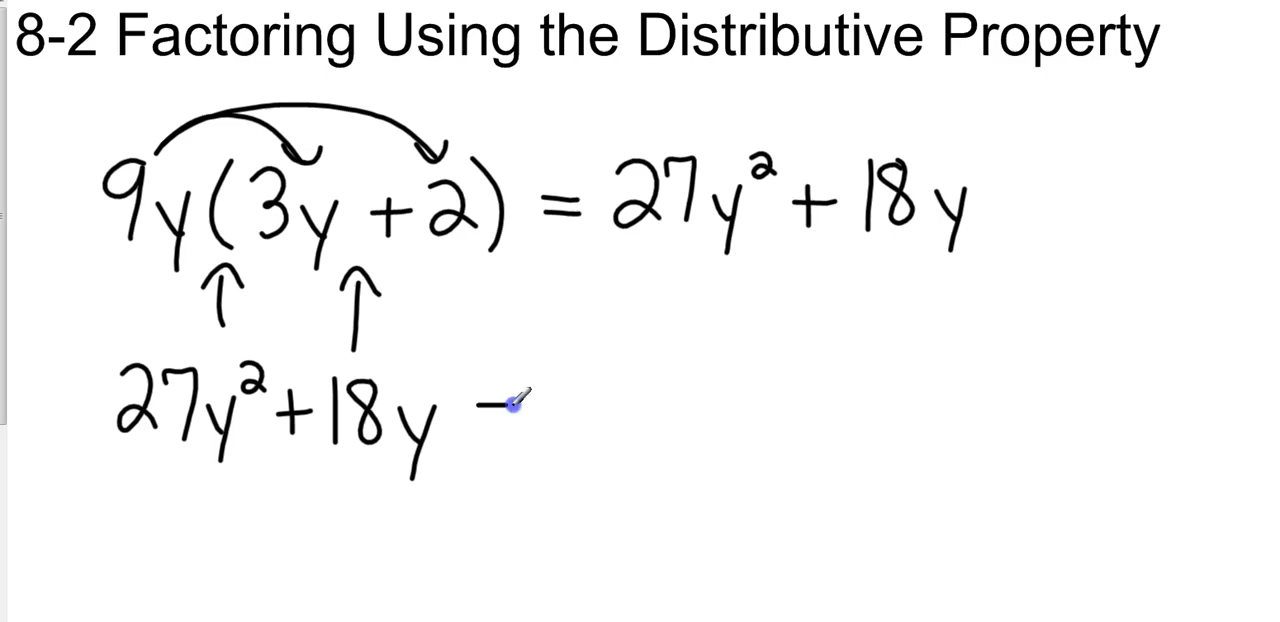 8-2 Factoring Using the Distributive Property
9y(3y+2) = 27y² + 18y
27y²+18y –